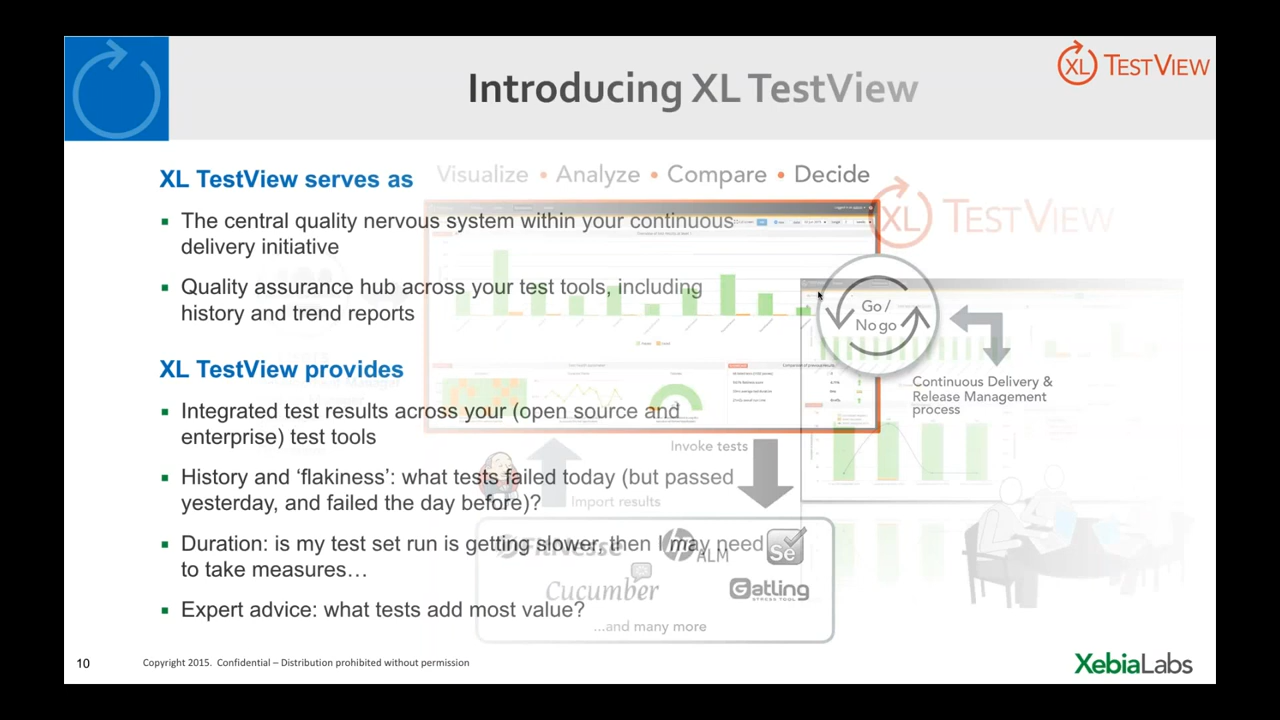 Introducing XL TestView
XL TESTVIEW
XL TestView serves as
Visualize • Analyze • Compare • Decide
▪ The central quality nervous system within your continuous
delivery initiative
▪ Quality assurance hub across your test tools, including
history and trend reports
XL TESTVIEW
Go /
No go
Continuous Delivery &
Release Management
process
XL TestView provides
▪ Integrated test results across your (open source and
enterprise) test tools
Invoke tests
▪ History and ‘flakiness’: what tests failed today (but passed
yesterday, and failed the day before)?
Import results
▪ Duration: is my test set run is getting slower, then I may need
to take measures…
FitNesse
hp ALM
Se
Cucumber
Gatling
STRESS TOOL
▪ Expert advice: what tests add most value?
...and many more
10
Copyright 2015. Confidential – Distribution prohibited without permission
XebiaLabs